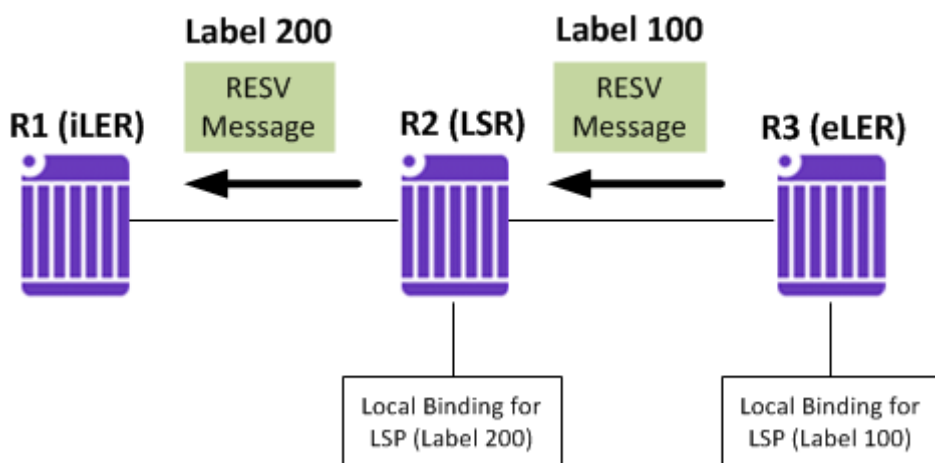 Label 200
Label 100
RESV
Message
RESV
Message
R1 (iLER)
R2 (LSR)
R3 (eLER)
Local Binding for
LSP (Label 200)
Local Binding for
LSP (Label 100)